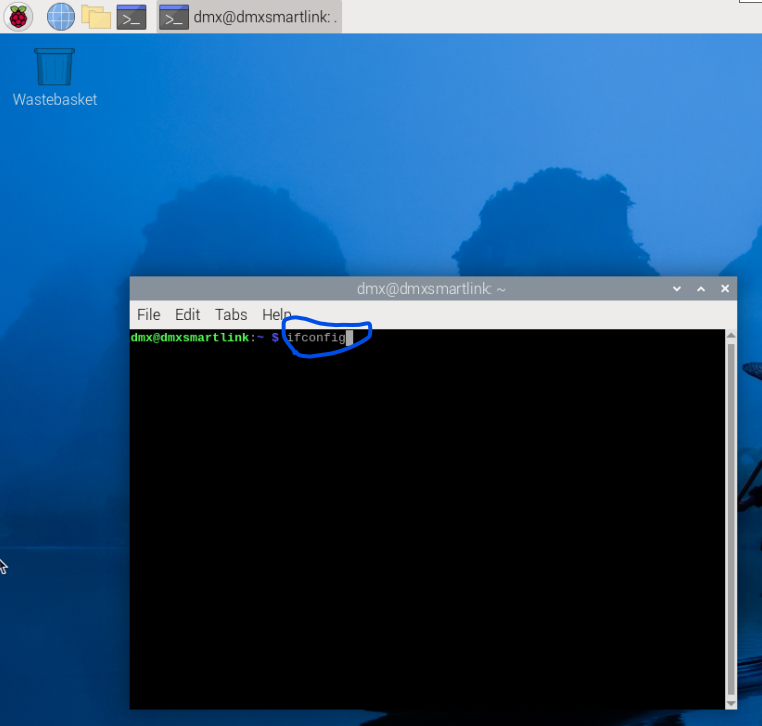 dmx@dmxsmartlink: .
Wastebasket
dmx@dmxsmartlink: ~
File Edit Tabs Help
dmx@dmxsmartlink:~ $ ifconfig